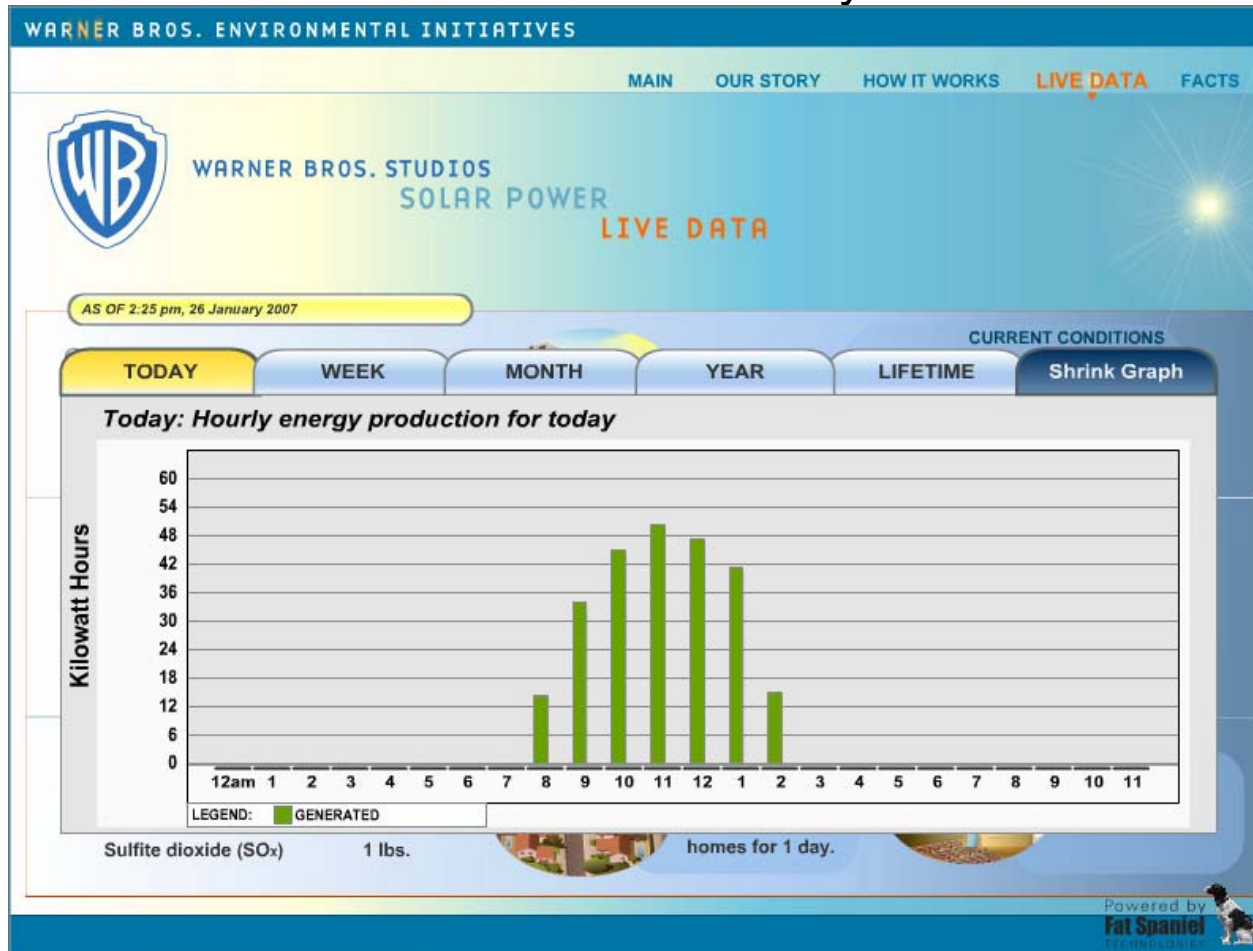 WARNER BROS. ENVIRONMENTAL INITIATIVES
MAIN OUR STORY HOW IT WORKS LIVE DATA FACTS
WB
WARNER BROS. STUDIOS
SOLAR POWER
LIVE DATA
AS OF 2:25 pm, 26 January 2007
CURRENT CONDITIONS
TODAY WEEK MONTH YEAR LIFETIME Shrink Graph
Today: Hourly energy production for today
Kilowatt Hours
60
54
48
42
36
30
24
18
12
6
0
12am 1 2 3 4 5 6 7 8 9 10 11 12 1 2 3 4 5 6 7 8 9 10 11
LEGEND: GENERATED
Sulfite dioxide (SOx) 1 lbs.
homes for 1 day.
Powered by
Fat Spaniel
TECHNOLOGIES